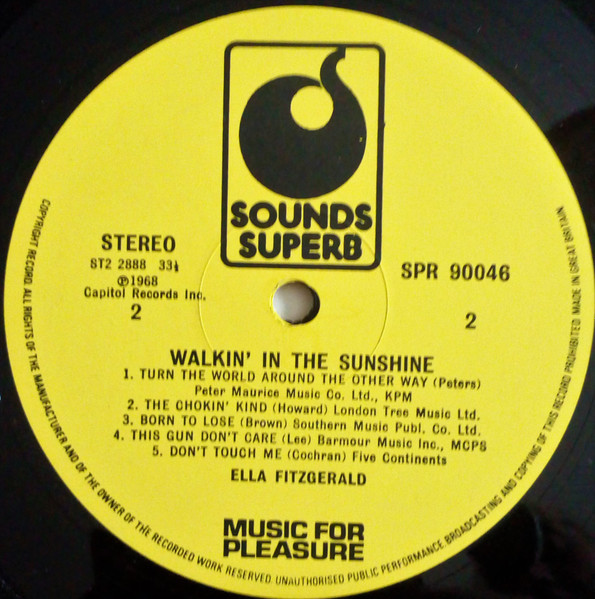 SOUNDS
SUPERB
STEREO
ST2 2888 33⅓
Ⓟ1968
Capitol Records Inc.
2
SPR 90046
2
WALKIN' IN THE SUNSHINE
1. TURN THE WORLD AROUND THE OTHER WAY (Peters)
Peter Maurice Music Co. Ltd., KPM
2. THE CHOKIN' KIND (Howard) London Tree Music Ltd.
3. BORN TO LOSE (Brown) Southern Music Publ. Co. Ltd.
4. THIS GUN DON'T CARE (Lee) Barmour Music Inc., MCPS
5. DON'T TOUCH ME (Cochran) Five Continents
ELLA FITZGERALD
MUSIC FOR
PLEASURE
COPYRIGHT RECORD. ALL RIGHTS OF THE MANUFACTURER AND OF THE OWNER OF THE RECORDED WORK RESERVED. UNAUTHORISED PUBLIC PERFORMANCE, BROADCASTING AND COPYING OF THIS RECORD PROHIBITED MADE IN GREAT BRITAIN.